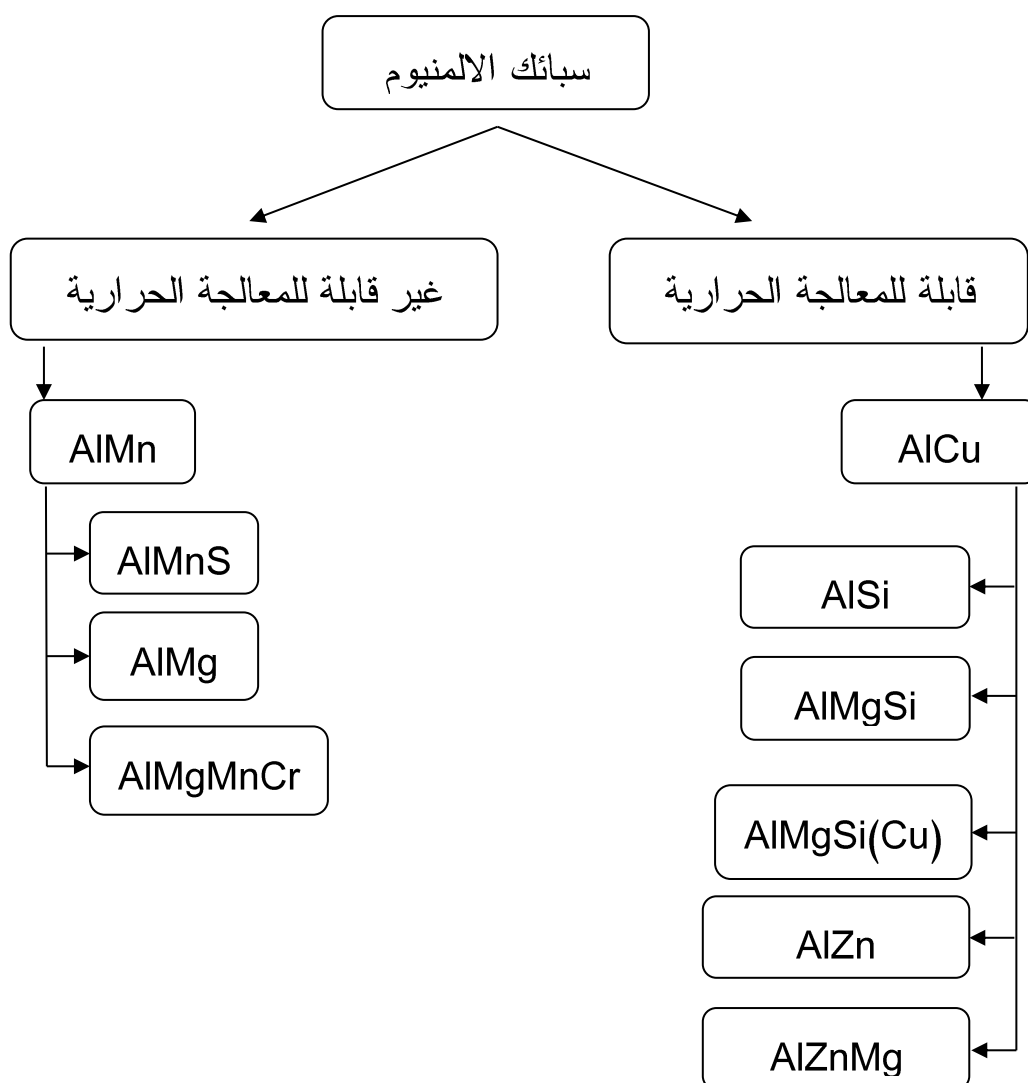 سبائك الالمنيوم
قابلة للمعالجة الحرارية
غير قابلة للمعالجة الحرارية
AlCu
AlSi
AlMgSi
AlMgSi(Cu)
AlZn
AlZnMg
AlMn
AlMnS
AlMg
AlMgMnCr